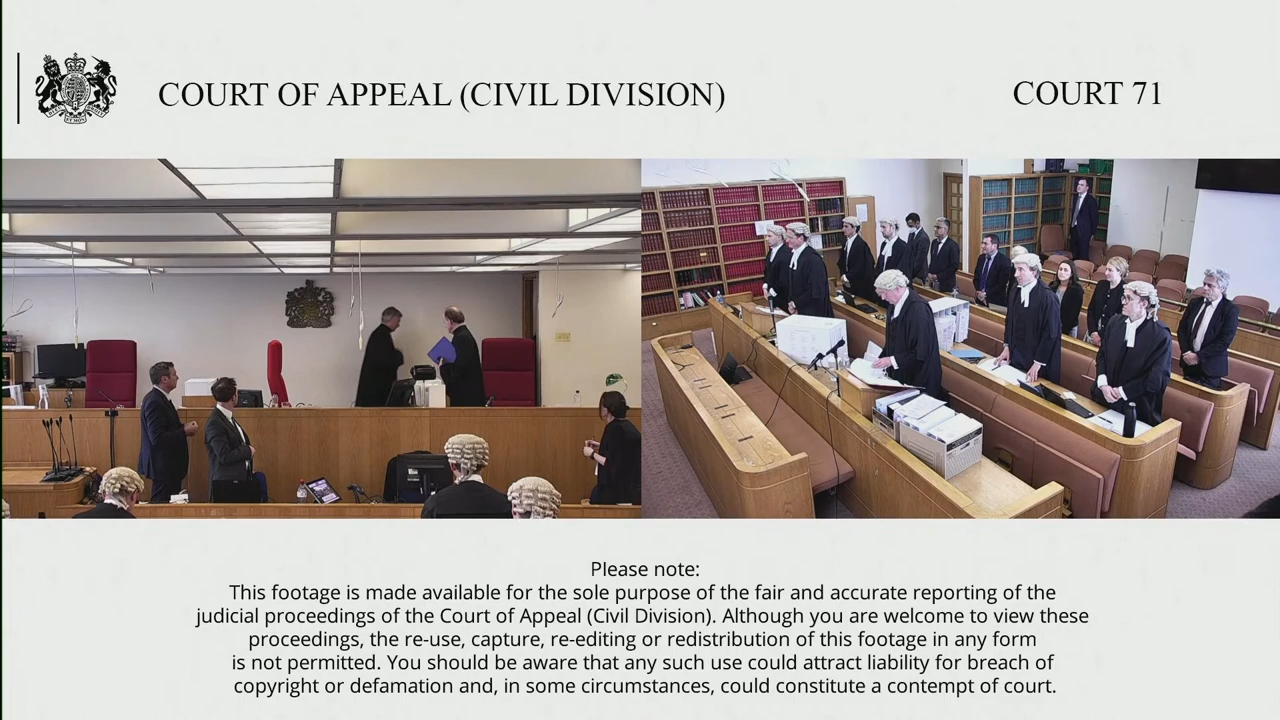 COURT OF APPEAL (CIVIL DIVISION)
COURT 71
Please note:
This footage is made available for the sole purpose of the fair and accurate reporting of the
judicial proceedings of the Court of Appeal (Civil Division). Although you are welcome to view these
proceedings, the re-use, capture, re-editing or redistribution of this footage in any form
is not permitted. You should be aware that any such use could attract liability for breach of
copyright or defamation and, in some circumstances, could constitute a contempt of court.